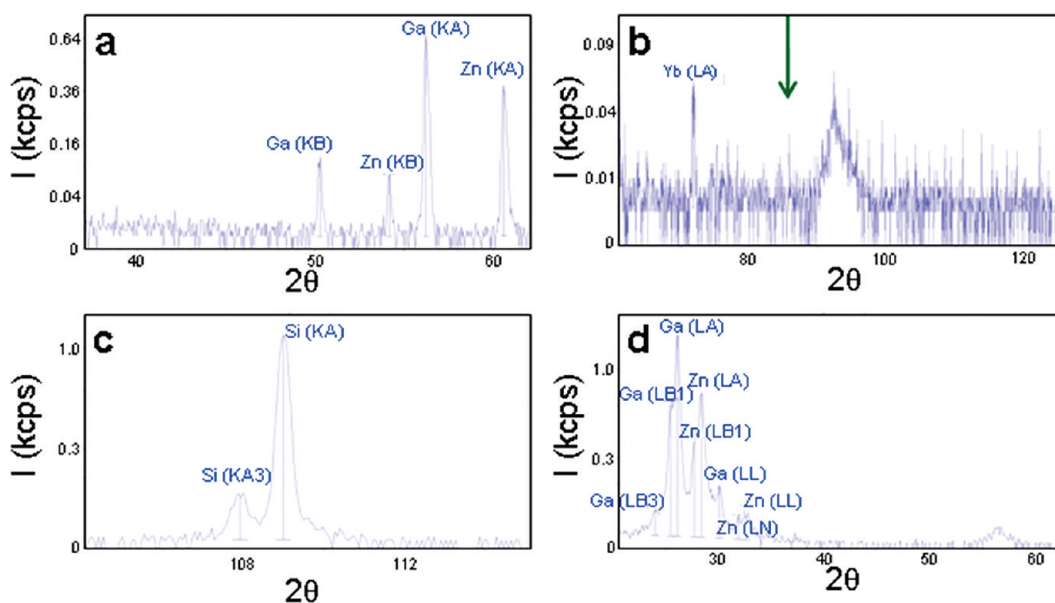 a
I (kcps)
0.64
0.36
0.16
0.04
0
Ga (KB)
Zn (KB)
Ga (KA)
Zn (KA)
40
50
60
2θ
b
I (kcps)
0.09
0.04
0.01
0
Yb (LA)
80
100
120
2θ
c
I (kcps)
1.0
0.3
0
Si (KA3)
Si (KA)
108
112
2θ
d
I (kcps)
1.0
0.3
0
Ga (LA)
Ga (LB1)
Zn (LA)
Zn (LB1)
Ga (LL)
Ga (LB3)
Zn (LL)
Zn (LN)
30
40
50
60
2θ